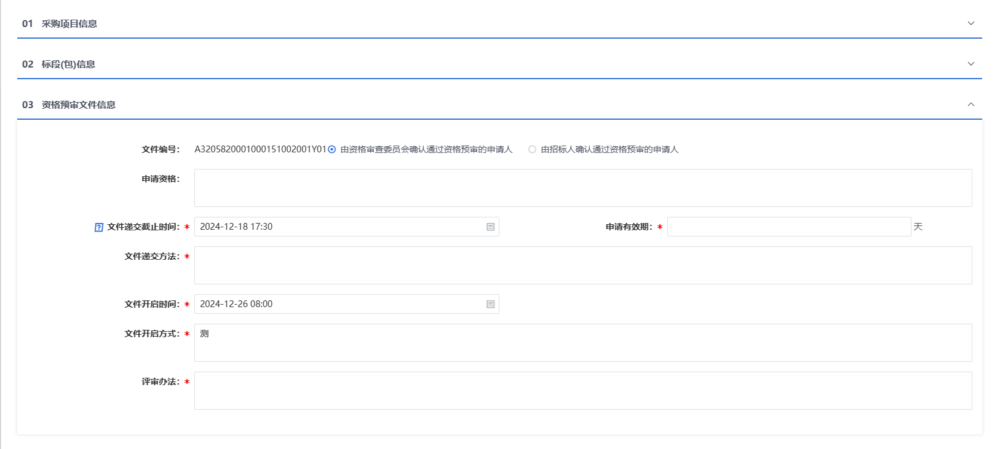 01 采购项目信息
02 标段(包)信息
03 资格预审文件信息
文件编号： A3205820001000151002001Y01 由资格审查委员会确认通过资格预审的申请人 由招标人确认通过资格预审的申请人
申请资格：
? 文件递交截止时间：* 2024-12-18 17:30 申请有效期：* 天
文件递交方法：*
文件开启时间：* 2024-12-26 08:00
文件开启方式：* 测
评审办法：*